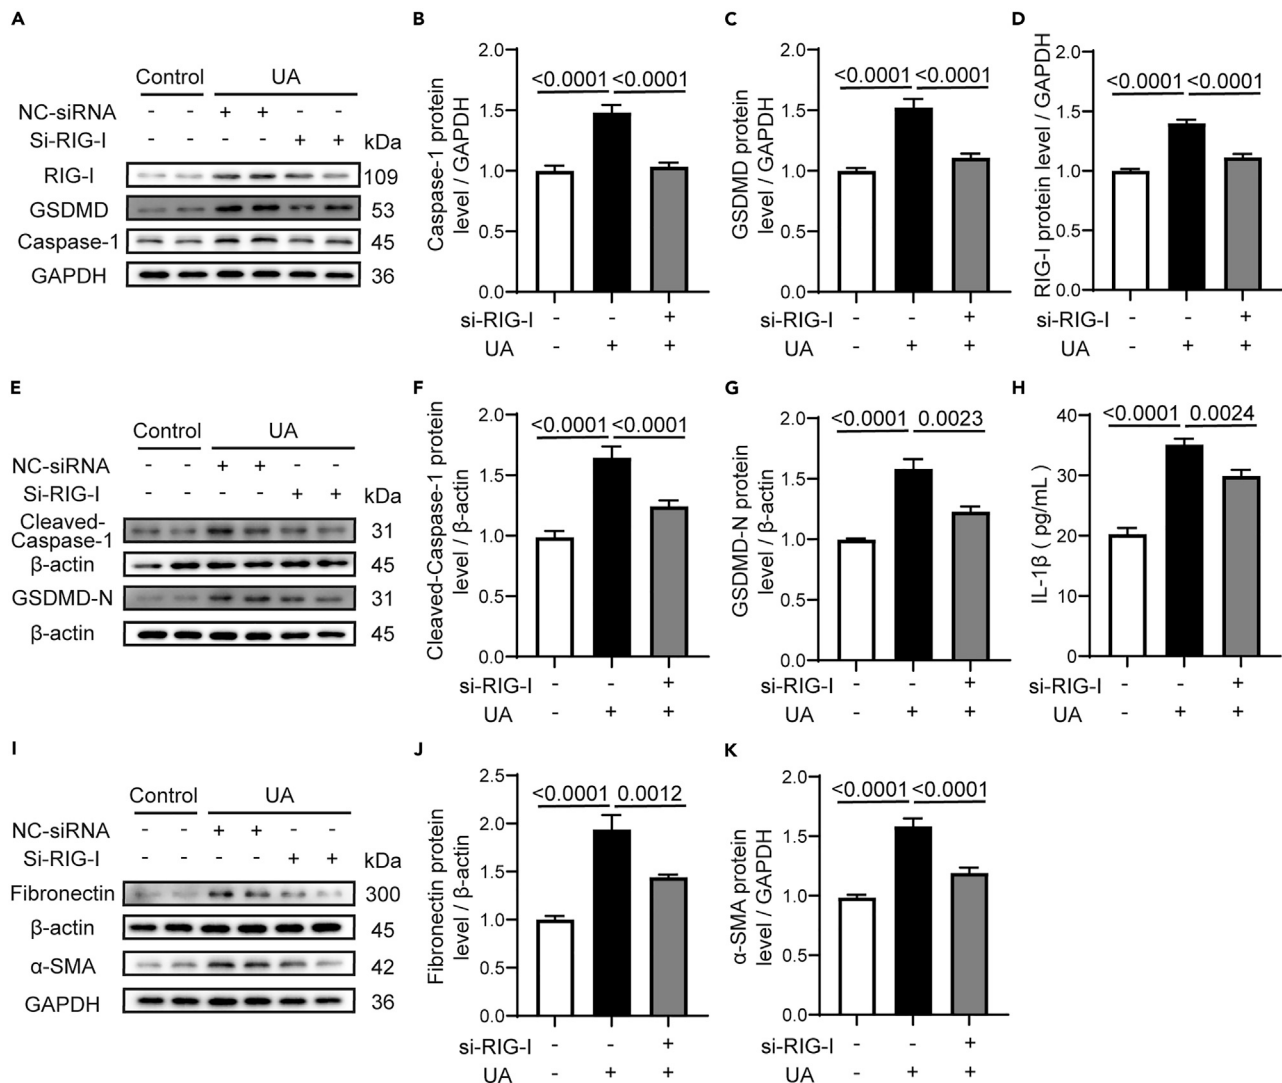 A
Control UA
NC-siRNA - - + + - -
Si-RIG-I - - - - + + kDa
RIG-I 109
GSDMD 53
Caspase-1 45
GAPDH 36
B
Caspase-1 protein
level / GAPDH
2.0
<0.0001 <0.0001
1.5
1.0
0.5
0.0
si-RIG-I - - +
UA - + +
C
GSDMD protein
level / GAPDH
2.0
<0.0001 <0.0001
1.5
1.0
0.5
0.0
si-RIG-I - - +
UA - + +
D
RIG-I protein level / GAPDH
2.0
<0.0001 <0.0001
1.5
1.0
0.5
0.0
si-RIG-I - - +
UA - + +
E
Control UA
NC-siRNA - - + + - -
Si-RIG-I - - - - + + kDa
Cleaved-
Caspase-1 31
β-actin 45
GSDMD-N 31
β-actin 45
F
Cleaved-Caspase-1 protein
level / β-actin
2.0
<0.0001 <0.0001
1.5
1.0
0.5
0.0
si-RIG-I - - +
UA - + +
G
GSDMD-N protein
level / β-actin
2.0
<0.0001 0.0023
1.5
1.0
0.5
0.0
si-RIG-I - - +
UA - + +
H
IL-1β ( pg/mL )
40
<0.0001 0.0024
30
20
10
0
si-RIG-I - - +
UA - + +
I
Control UA
NC-siRNA - - + + - -
Si-RIG-I - - - - + + kDa
Fibronectin 300
β-actin 45
α-SMA 42
GAPDH 36
J
Fibronectin protein
level / β-actin
2.5
<0.0001 0.0012
2.0
1.5
1.0
0.5
0.0
si-RIG-I - - +
UA - + +
K
α-SMA protein
level / GAPDH
2.0
<0.0001 <0.0001
1.5
1.0
0.5
0.0
si-RIG-I - - +
UA - + +